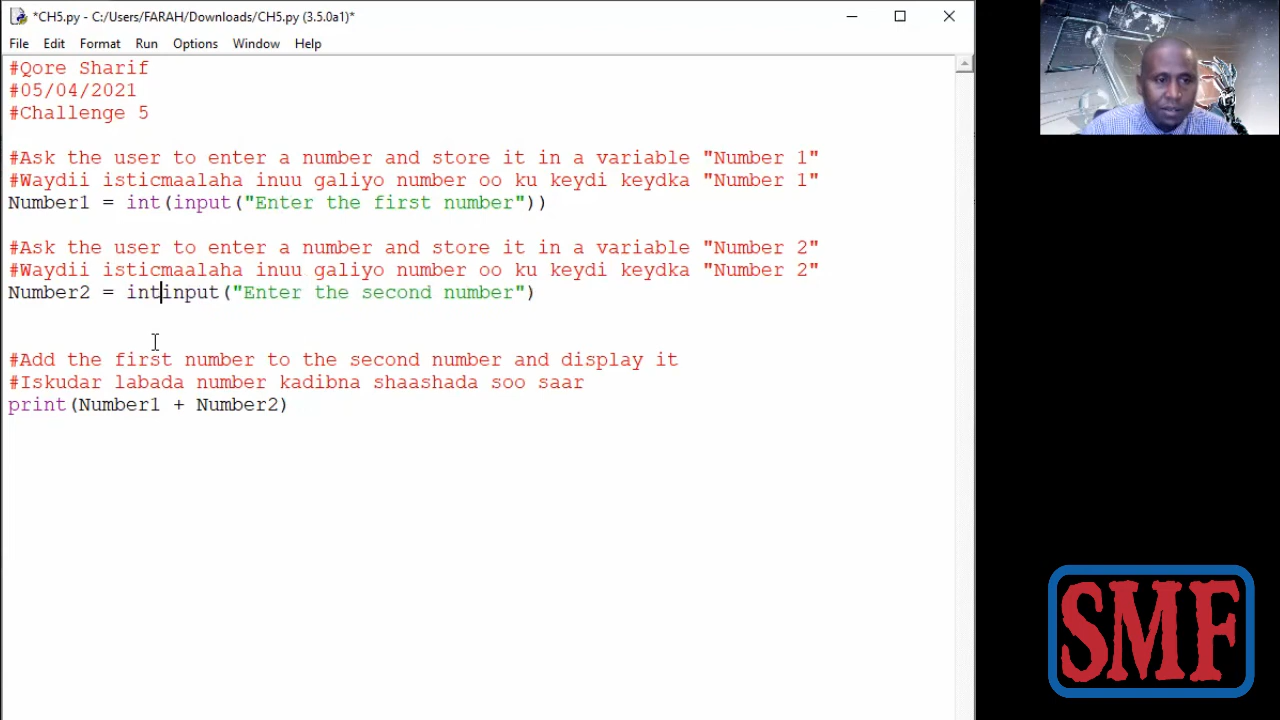 *CH5.py - C:/Users/FARAH/Downloads/CH5.py (3.5.0a1)*
File Edit Format Run Options Window Help
#Qore Sharif
#05/04/2021
#Challenge 5
#Ask the user to enter a number and store it in a variable "Number 1"
#Waydii isticmaalaha inuu galiyo number oo ku keydi keydka "Number 1"
Number1 = int(input("Enter the first number"))
#Ask the user to enter a number and store it in a variable "Number 2"
#Waydii isticmaalaha inuu galiyo number oo ku keydi keydka "Number 2"
Number2 = intinput("Enter the second number")
#Add the first number to the second number and display it
#Iskudar labada number kadibna shaashada soo saar
print(Number1 + Number2)
SMF